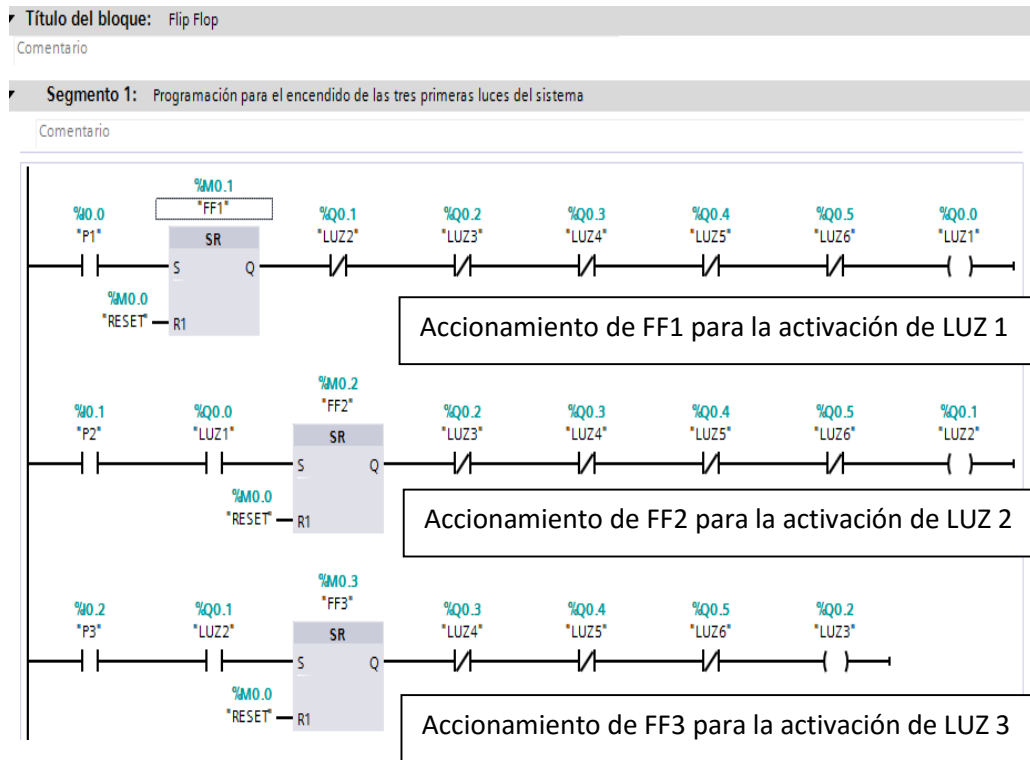 Título del bloque: Flip Flop
Comentario
Segmento 1: Programación para el encendido de las tres primeras luces del sistema
Comentario
%M0.1
"FF1"
%I0.0 %Q0.1 %Q0.2 %Q0.3 %Q0.4 %Q0.5 %Q0.0
"P1" SR "LUZ2" "LUZ3" "LUZ4" "LUZ5" "LUZ6" "LUZ1"
S Q
%M0.0
"RESET" R1
Accionamiento de FF1 para la activación de LUZ 1
%M0.2
"FF2"
%I0.1 %Q0.0 %Q0.2 %Q0.3 %Q0.4 %Q0.5 %Q0.1
"P2" "LUZ1" SR "LUZ3" "LUZ4" "LUZ5" "LUZ6" "LUZ2"
S Q
%M0.0
"RESET" R1
Accionamiento de FF2 para la activación de LUZ 2
%M0.3
"FF3"
%I0.2 %Q0.1 %Q0.3 %Q0.4 %Q0.5 %Q0.2
"P3" "LUZ2" SR "LUZ4" "LUZ5" "LUZ6" "LUZ3"
S Q
%M0.0
"RESET" R1
Accionamiento de FF3 para la activación de LUZ 3